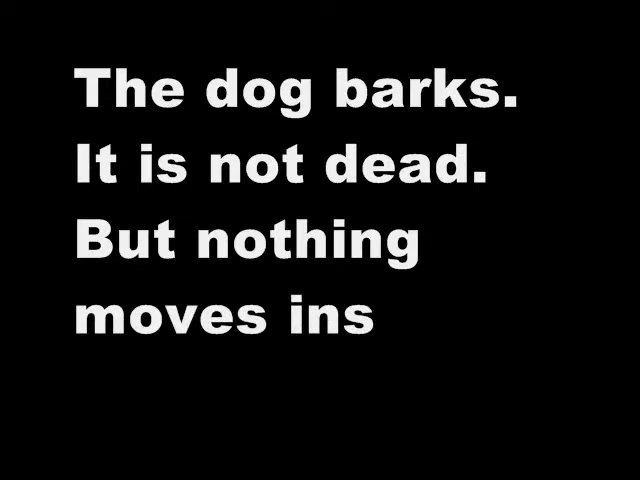 The dog barks.
It is not dead.
But nothing
moves ins